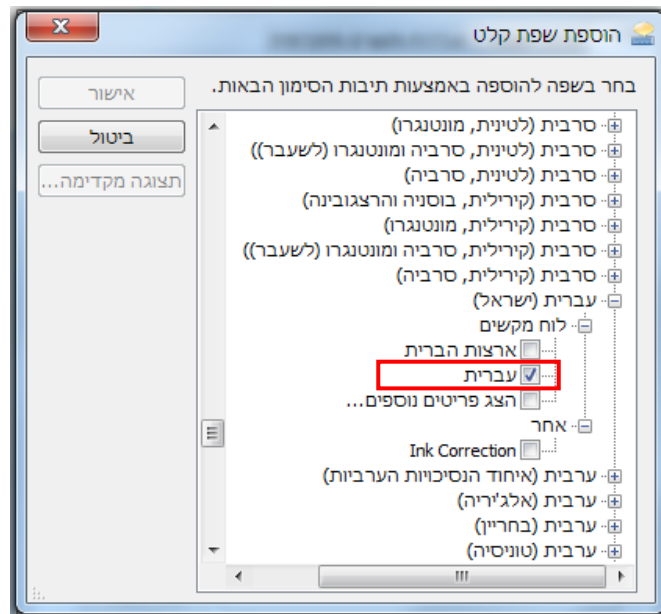 הוספת שפת קלט
בחר בשפה להוספה באמצעות תיבות הסימון הבאות.
אישור
ביטול
תצוגה מקדימה...
סרבית (לטינית, מונטנגרו)
סרבית (לטינית, סרביה ומונטנגרו (לשעבר))
סרבית (לטינית, סרביה)
סרבית (קירילית, בוסניה והרצגובינה)
סרבית (קירילית, מונטנגרו)
סרבית (קירילית, סרביה ומונטנגרו (לשעבר))
סרבית (קירילית, סרביה)
עברית (ישראל)
לוח מקשים
ארצות הברית
עברית
הצג פריטים נוספים...
אחר
Ink Correction
ערבית (איחוד הנסיכויות הערביות)
ערבית (אלג'יריה)
ערבית (בחריין)
ערבית (טוניסיה)